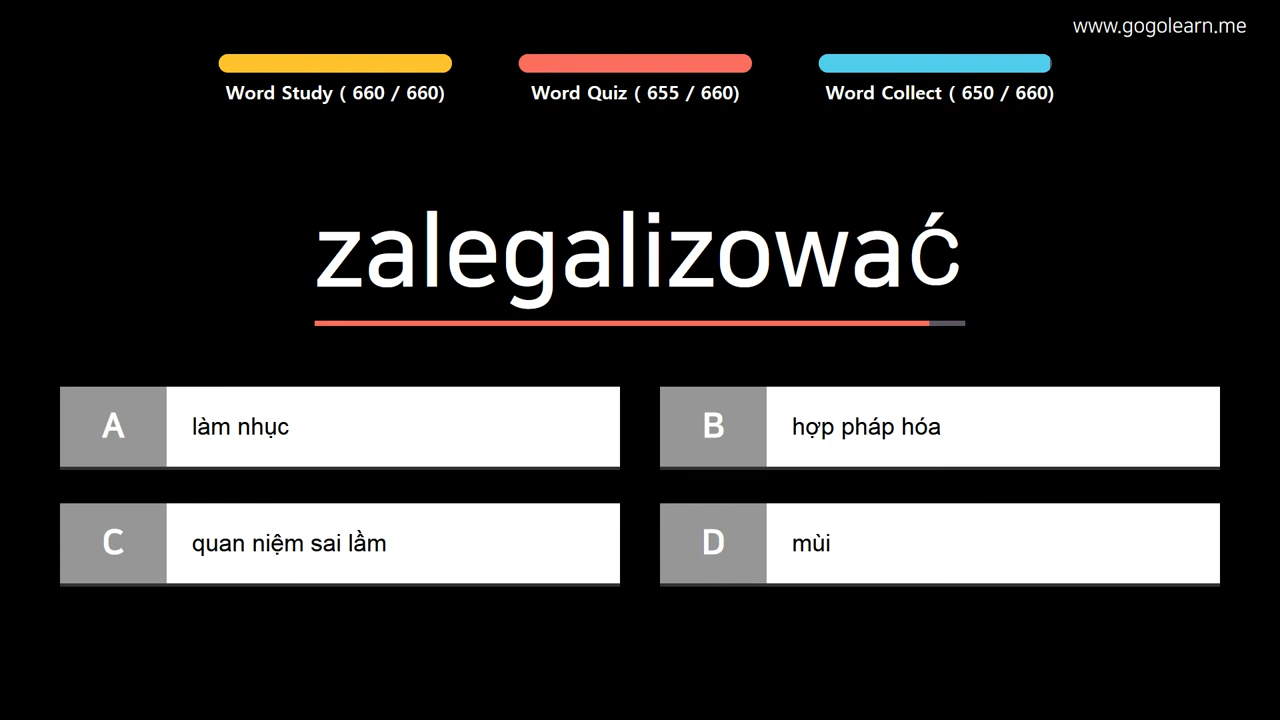 www.gogolearn.me
Word Study ( 660 / 660)
Word Quiz ( 655 / 660)
Word Collect ( 650 / 660)
zalegalizować
A làm nhục
B hợp pháp hóa
C quan niệm sai lầm
D mùi